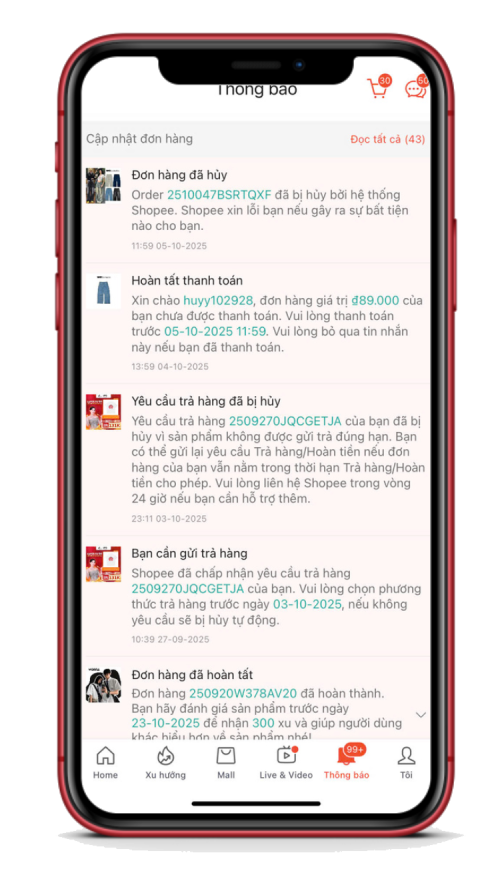 Thông báo
30
50
Cập nhật đơn hàng
Đọc tất cả (43)
Đơn hàng đã hủy
Order 2510047BSRTQXF đã bị hủy bởi hệ thống
Shopee. Shopee xin lỗi bạn nếu gây ra sự bất tiện
nào cho bạn.
11:59 05-10-2025
Hoàn tất thanh toán
Xin chào huyy102928, đơn hàng giá trị ₫89.000 của
bạn chưa được thanh toán. Vui lòng thanh toán
trước 05-10-2025 11:59. Vui lòng bỏ qua tin nhắn
này nếu bạn đã thanh toán.
13:59 04-10-2025
Yêu cầu trả hàng đã bị hủy
Yêu cầu trả hàng 2509270JQCGETJA của bạn đã bị
hủy vì sản phẩm không được gửi trả đúng hạn. Bạn
có thể gửi lại yêu cầu Trả hàng/Hoàn tiền nếu đơn
hàng của bạn vẫn nằm trong thời hạn Trả hàng/Hoàn
tiền cho phép. Vui lòng liên hệ Shopee trong vòng
24 giờ nếu bạn cần hỗ trợ thêm.
23:11 03-10-2025
Bạn cần gửi trả hàng
Shopee đã chấp nhận yêu cầu trả hàng
2509270JQCGETJA của bạn. Vui lòng chọn phương
thức trả hàng trước ngày 03-10-2025, nếu không
yêu cầu sẽ bị hủy tự động.
10:39 27-09-2025
Đơn hàng đã hoàn tất
Đơn hàng 250920W378AV20 đã hoàn thành.
Bạn hãy đánh giá sản phẩm trước ngày
23-10-2025 để nhận 300 xu và giúp người dùng
khác hiểu hơn về sản phẩm nhé!
99+
Home
Xu hướng
Mall
Live & Video
Thông báo
Tôi